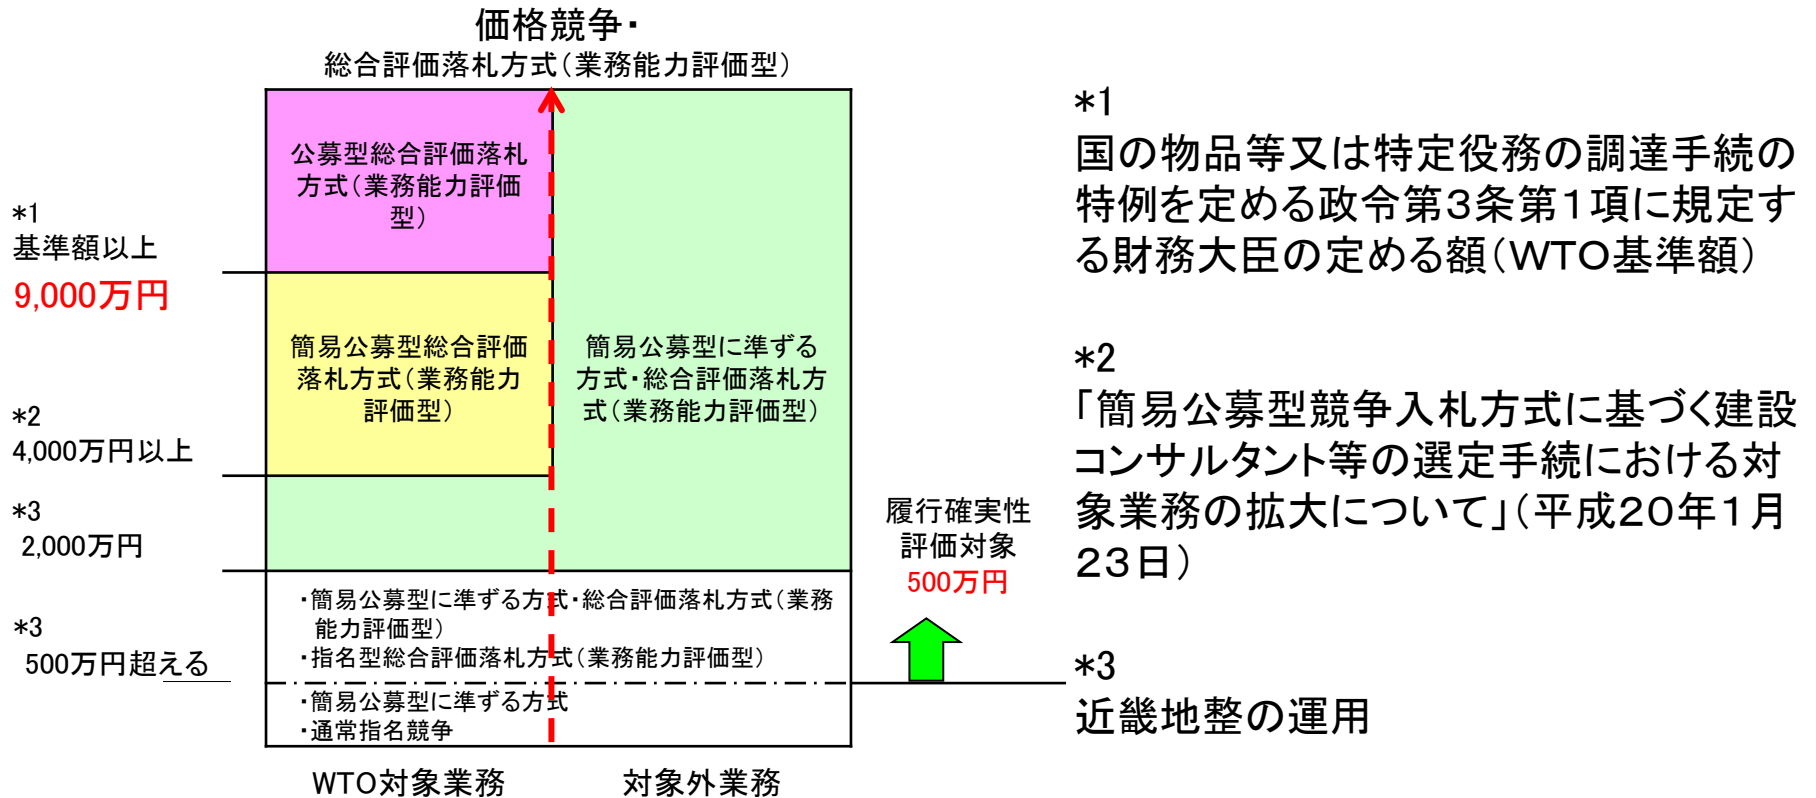 価格競争・
総合評価落札方式（業務能力評価型）
公募型総合評価落札
方式（業務能力評価
型）
*1
基準額以上
9,000万円
簡易公募型総合評価
落札方式（業務能力
評価型）
簡易公募型に準ずる
方式・総合評価落札方
式（業務能力評価型）
*2
4,000万円以上
*3
2,000万円
・簡易公募型に準ずる方式・総合評価落札方式（業務
能力評価型）
・指名型総合評価落札方式（業務能力評価型）
*3
500万円超える
・簡易公募型に準ずる方式
・通常指名競争
WTO対象業務
対象外業務
履行確実性
評価対象
500万円
*1
国の物品等又は特定役務の調達手続の
特例を定める政令第３条第１項に規定す
る財務大臣の定める額（ＷＴＯ基準額）
*2
「簡易公募型競争入札方式に基づく建設
コンサルタント等の選定手続における対
象業務の拡大について」（平成２０年１月
２３日）
*3
近畿地整の運用